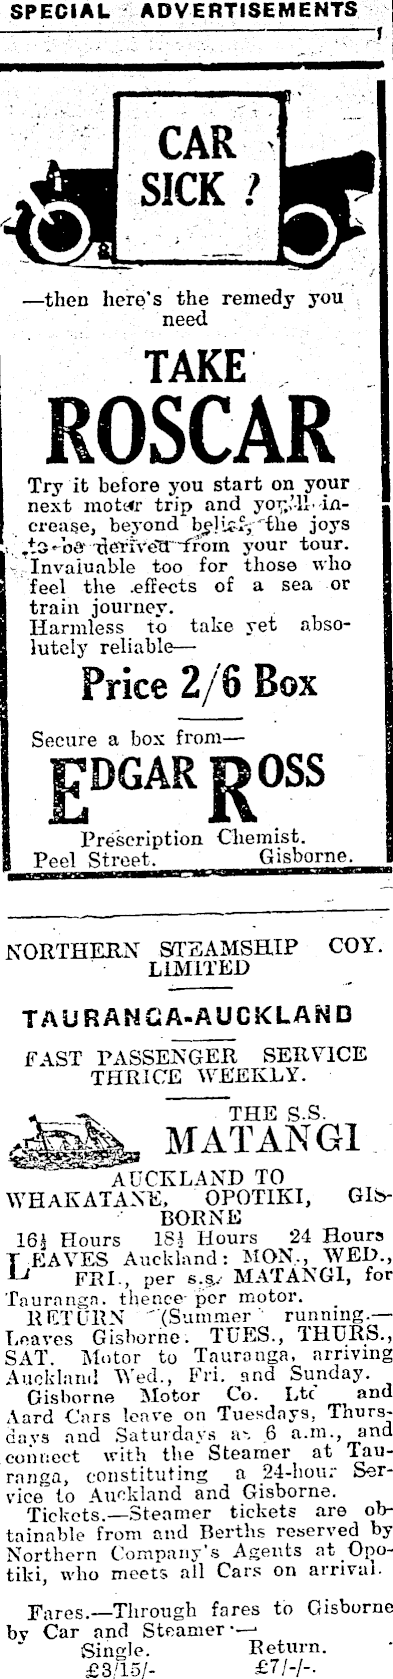 SPECIAL ADVERTISEMENTS
CAR
SICK ?
—then here's the remedy you
need
TAKE
ROSCAR
Try it before you start on your
next motor trip and you'll in-
crease, beyond belief, the joys
to be derived from your tour.
Invaluable too for those who
feel the effects of a sea or
train journey.
Harmless to take yet abso-
lutely reliable—
Price 2/6 Box
Secure a box from—
EDGAR ROSS
Prescription Chemist.
Peel Street. Gisborne.
NORTHERN STEAMSHIP COY.
LIMITED
TAURANGA-AUCKLAND
FAST PASSENGER SERVICE
THRICE WEEKLY.
THE S.S.
MATANGI
AUCKLAND TO
WHAKATANE, OPOTIKI, GIS-
BORNE
16½ Hours 18½ Hours 24 Hours
LEAVES Auckland: MON., WED.,
FRI., per s.s. MATANGI, for
Tauranga. thence per motor.
RETURN (Summer running.—
Leaves Gisborne: TUES., THURS.,
SAT. Motor to Tauranga, arriving
Auckland Wed., Fri. and Sunday.
Gisborne Motor Co. Ltd and
Aard Cars leave on Tuesdays, Thurs-
days and Saturdays at 6 a.m., and
connect with the Steamer at Tau-
ranga, constituting a 24-hour Ser-
vice to Auckland and Gisborne.
Tickets.—Steamer tickets are ob-
tainable from and Berths reserved by
Northern Company's Agents at Opo-
tiki, who meets all Cars on arrival.
Fares.—Through fares to Gisborne
by Car and Steamer—
Single. Return.
£3/15/- £7/-/-.